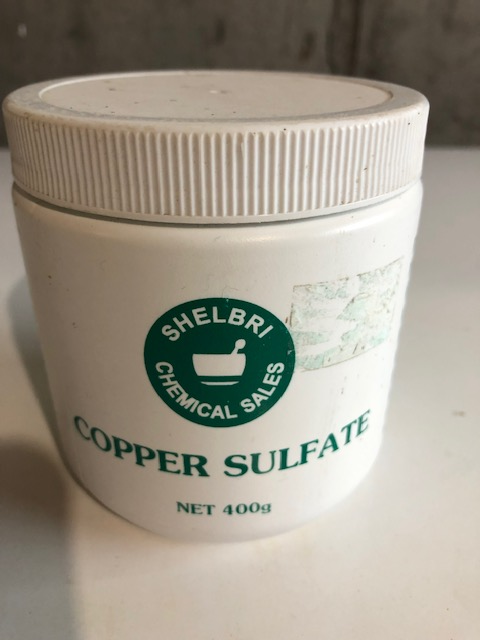 SHELBRI
CHEMICAL SALES
COPPER SULFATE
NET 400g